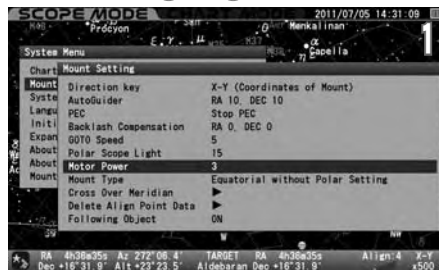 SCOPE MODE
2011/07/05 14:31:09
Procyon
Menkalinan
1
ε.γ.
μ
M37
θ
α
Capella
η
System Menu
Chart
Mount Setting
Mount
Direction key X-Y (Coordinates of Mount)
Syste
AutoGuider RA 10, DEC 10
Langu
PEC Stop PEC
Initi
Backlash Compensation RA 0, DEC 0
Expan
GOTO Speed 5
About
Polar Scope Light 15
About
Motor Power 3
Mount
Mount Type Equatorial without Polar Setting
Cross Over Meridian ▶
Delete Align Point Data ▶
Following Object ON
NW
RA 4h36m35s Az 272°06.4' TARGET RA 4h36m35s Align:4 X-Y
Dec +16°31.9' Alt +23°23.5' Aldebaran Dec +16°31.9' x500